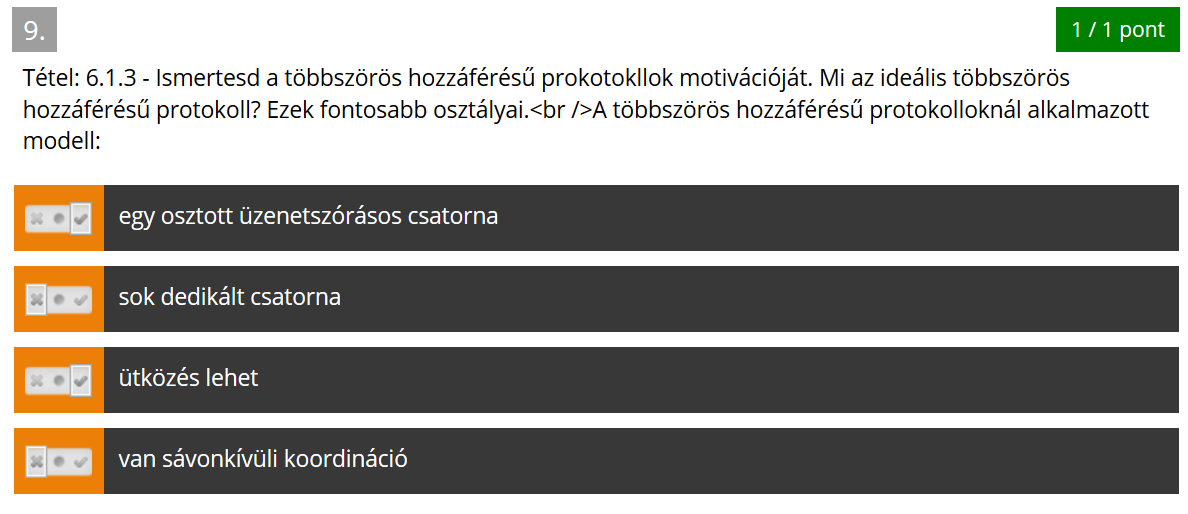 9.
1 / 1 pont
Tétel: 6.1.3 - Ismertesd a többszörös hozzáférésű prokotokllok motivációját. Mi az ideális többszörös
hozzáférésű protokoll? Ezek fontosabb osztályai.<br />A többszörös hozzáférésű protokolloknál alkalmazott
modell:
egy osztott üzenetszórásos csatorna
sok dedikált csatorna
ütközés lehet
van sávonkívüli koordináció